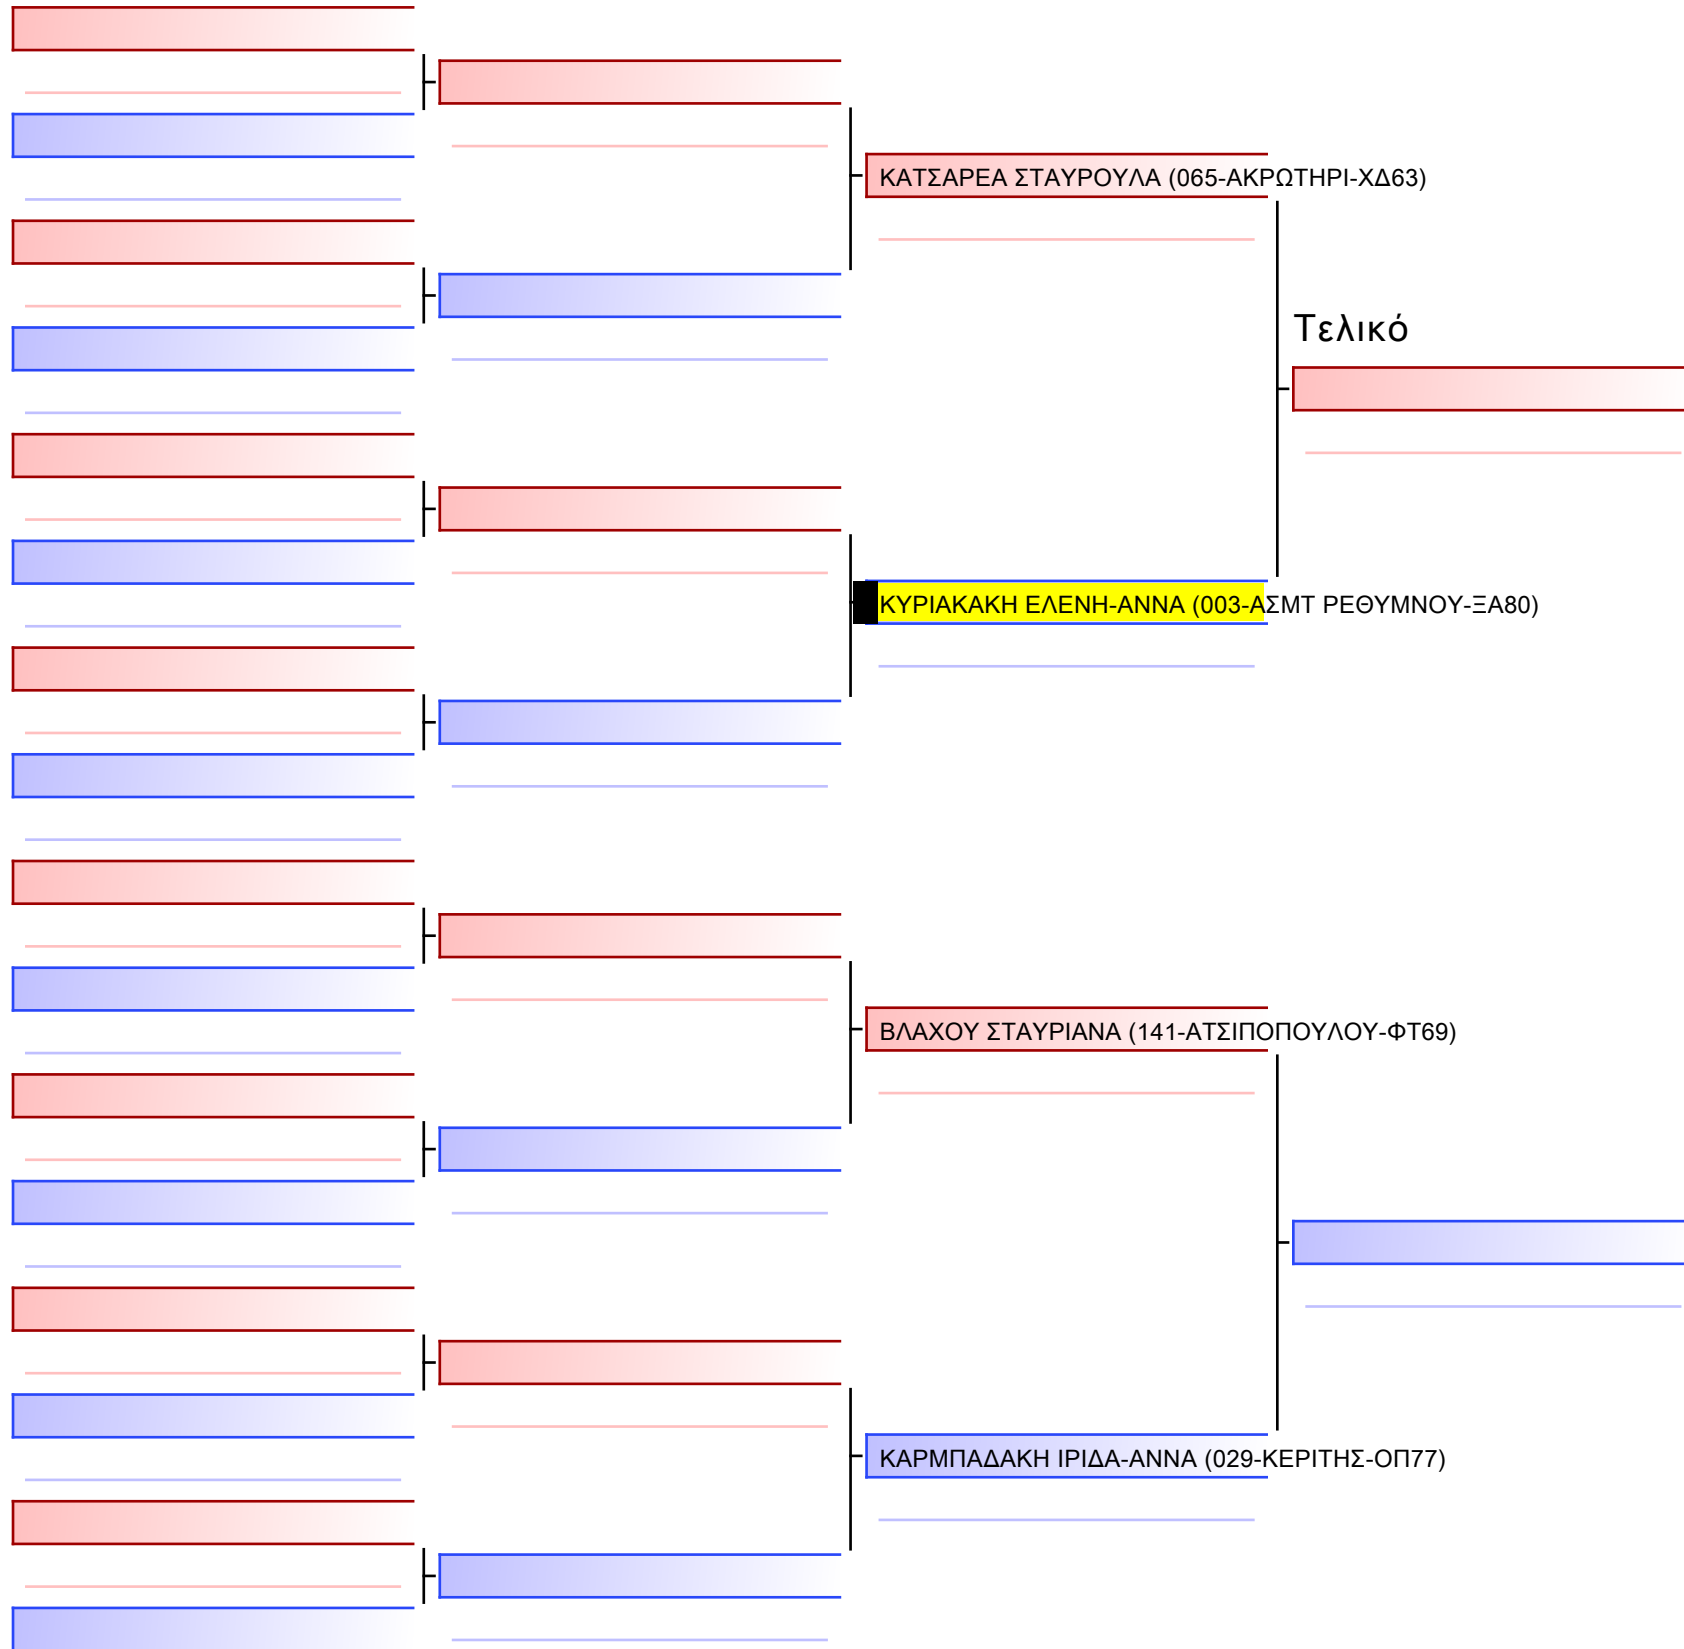 ΚΑΤΣΑΡΕΑ ΣΤΑΥΡΟΥΛΑ (065-ΑΚΡΩΤΗΡΙ-ΧΔ63)
Τελικό
ΚΥΡΙΑΚΑΚΗ ΕΛΕΝΗ-ΑΝΝΑ (003-ΑΣΜΤ ΡΕΘΥΜΝΟΥ-ΞΑ80)
ΒΛΑΧΟΥ ΣΤΑΥΡΙΑΝΑ (141-ΑΤΣΙΠΟΠΟΥΛΟΥ-ΦΤ69)
ΚΑΡΜΠΑΔΑΚΗ ΙΡΙΔΑ-ΑΝΝΑ (029-ΚΕΡΙΤΗΣ-ΟΠ77)